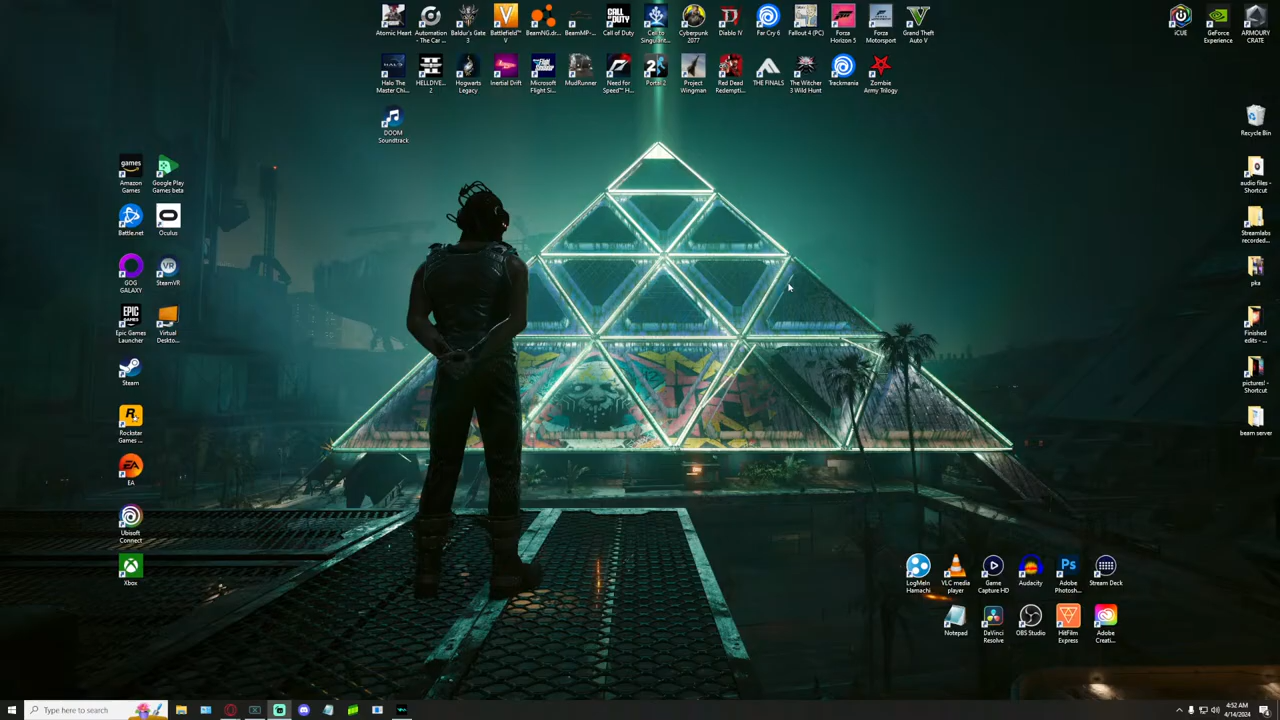 Atomic Heart
Automation - The Car ...
Baldur's Gate 3
Battlefield™ V
BeamNG.dr...
BeamMP-...
Call of Duty
Cell to Singularit...
Cyberpunk 2077
Diablo IV
Far Cry 6
Fallout 4 (PC)
Forza Horizon 5
Forza Motorsport
Grand Theft Auto V
iCUE
GeForce Experience
ARMOURY CRATE
Halo The Master Chi...
HELLDIVE... 2
Hogwarts Legacy
Inertial Drift
Microsoft Flight Si...
MudRunner
Need for Speed™ H...
Portal 2
Project Wingman
Red Dead Redempti...
THE FINALS
The Witcher 3 Wild Hunt
Trackmania
Zombie Army Trilogy
DOOM Soundtrack
Recycle Bin
games
Amazon Games
Google Play Games beta
audio files - Shortcut
Battle.net
Oculus
Streamlabs recorded...
GOG GALAXY
SteamVR
pka
Epic Games Launcher
Virtual Deskto...
Finished edits - ...
Steam
pictures! - Shortcut
Rockstar Games ...
beam server
EA
Ubisoft Connect
Xbox
LogMeIn Hamachi
VLC media player
Game Capture HD
Audacity
Adobe Photosh...
Stream Deck
Notepad
DaVinci Resolve
OBS Studio
HitFilm Express
Adobe Creati...
Type here to search
4:52 AM
4/14/2024